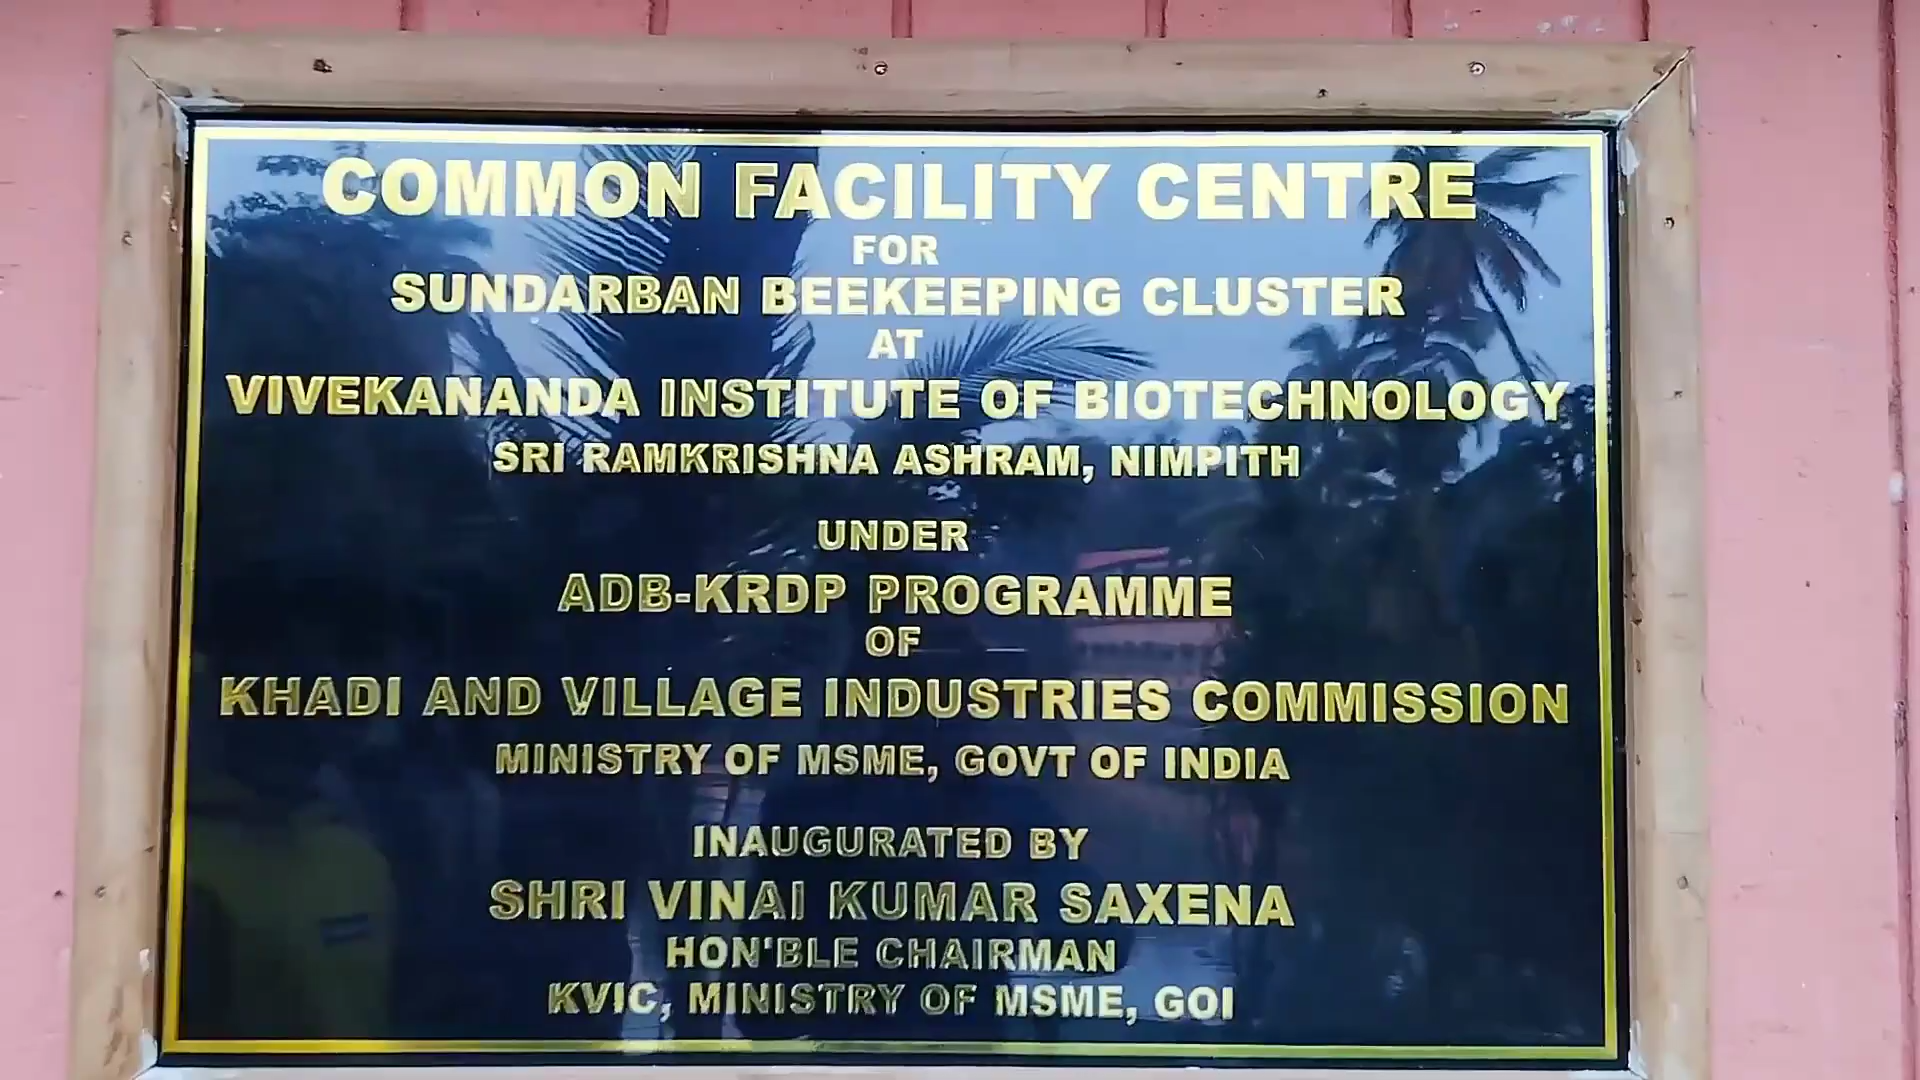 COMMON FACILITY CENTRE
FOR
SUNDARBAN BEEKEEPING CLUSTER
AT
VIVEKANANDA INSTITUTE OF BIOTECHNOLOGY
SRI RAMKRISHNA ASHRAM, NIMPITH
UNDER
ADB-KRDP PROGRAMME
OF
KHADI AND VILLAGE INDUSTRIES COMMISSION
MINISTRY OF MSME, GOVT OF INDIA
INAUGURATED BY
SHRI VINAI KUMAR SAXENA
HON'BLE CHAIRMAN
KVIC, MINISTRY OF MSME, GOI